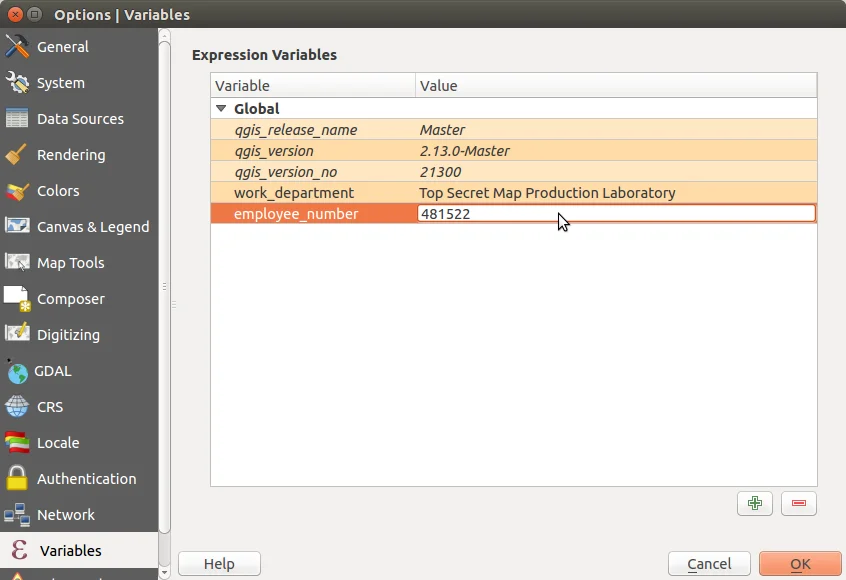 Options | Variables
General
System
Data Sources
Rendering
Colors
Canvas & Legend
Map Tools
Composer
Digitizing
GDAL
CRS
Locale
Authentication
Network
Variables
Expression Variables
Variable Value
Global
qgis_release_name Master
qgis_version 2.13.0-Master
qgis_version_no 21300
work_department Top Secret Map Production Laboratory
employee_number 481522
Help Cancel OK